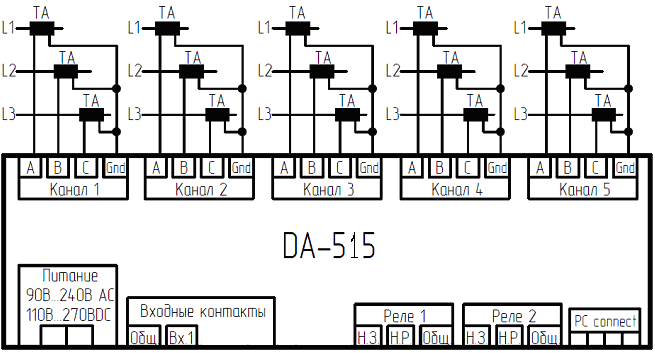 TA TA TA TA TA
L1 L1 L1 L1 L1
TA TA TA TA TA
L2 L2 L2 L2 L2
TA TA TA TA TA
L3 L3 L3 L3 L3
A B C Gnd A B C Gnd A B C Gnd A B C Gnd A B C Gnd
Канал 1 Канал 2 Канал 3 Канал 4 Канал 5
DA-515
Питание
90В...240В AC
110В...270BDC
Входные контакты
Общ Вх.1
Реле 1
Н.З. Н.Р. Общ
Реле 2
Н.З. Н.Р. Общ
PC connect